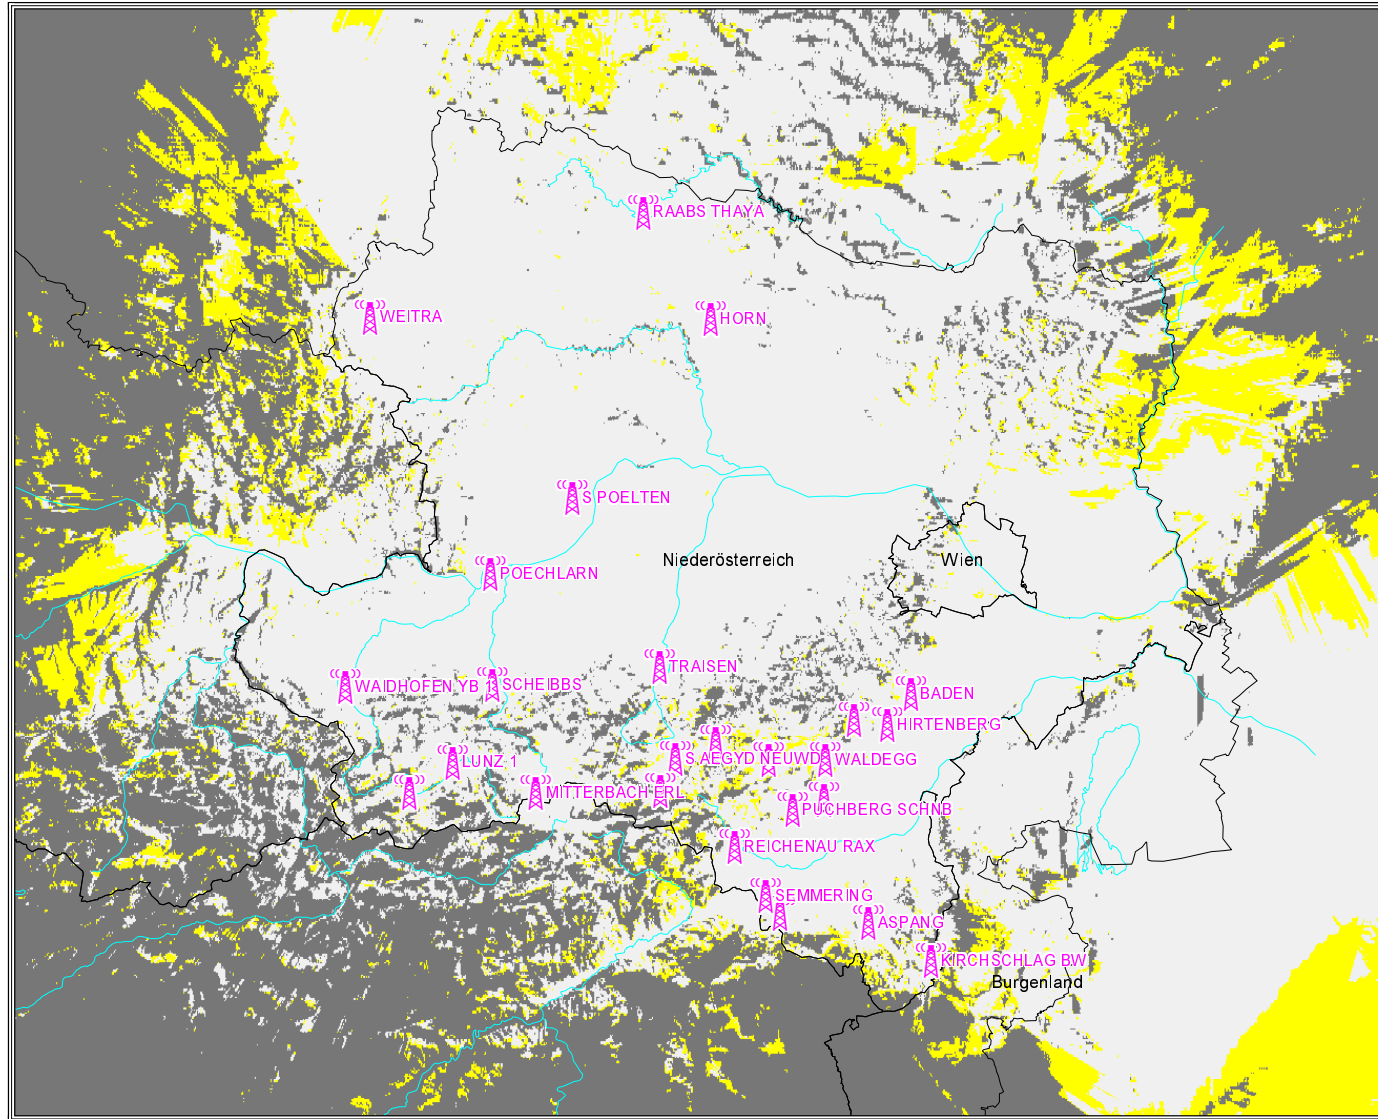 RAABS THAYA
WEITRA
HORN
S POELTEN
Niederösterreich
Wien
POECHLARN
TRAISEN
WAIDHOFEN YB 1
SCHEIBBS
BADEN
HIRTENBERG
LUNZ 1
S AEGYD NEUWD
WALDEGG
MITTERBACH ERL
PUCHBERG SCHNB
REICHENAU RAX
SEMMERING
ASPANG
KIRCHSCHLAG BW
Burgenland